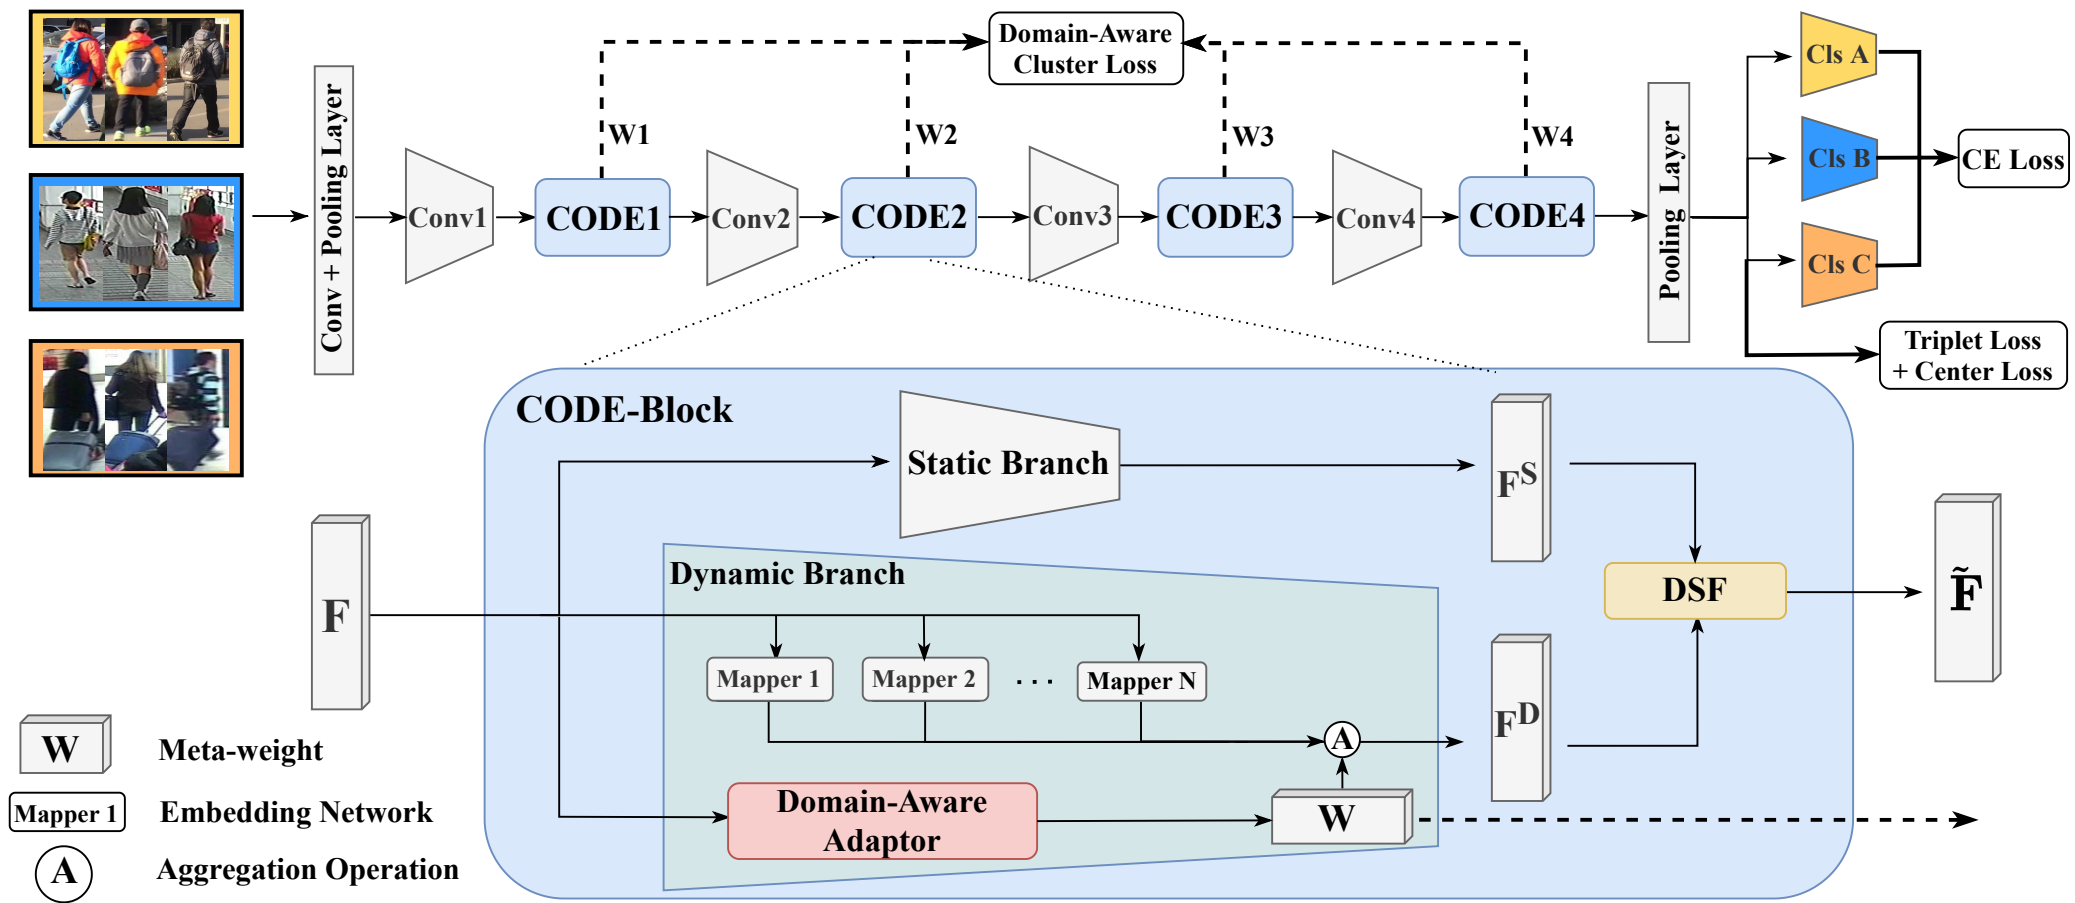 Domain-Aware
Cluster Loss
Conv + Pooling Layer
Conv1
CODE1
W1
Conv2
CODE2
W2
Conv3
CODE3
W3
Conv4
CODE4
W4
Pooling Layer
Cls A
Cls B
Cls C
CE Loss
Triplet Loss
+ Center Loss
CODE-Block
Static Branch
F^S
F
Dynamic Branch
Mapper 1
Mapper 2
. . .
Mapper N
A
F^D
DSF
F̃
Domain-Aware
Adaptor
W
W Meta-weight
Mapper 1 Embedding Network
A Aggregation Operation